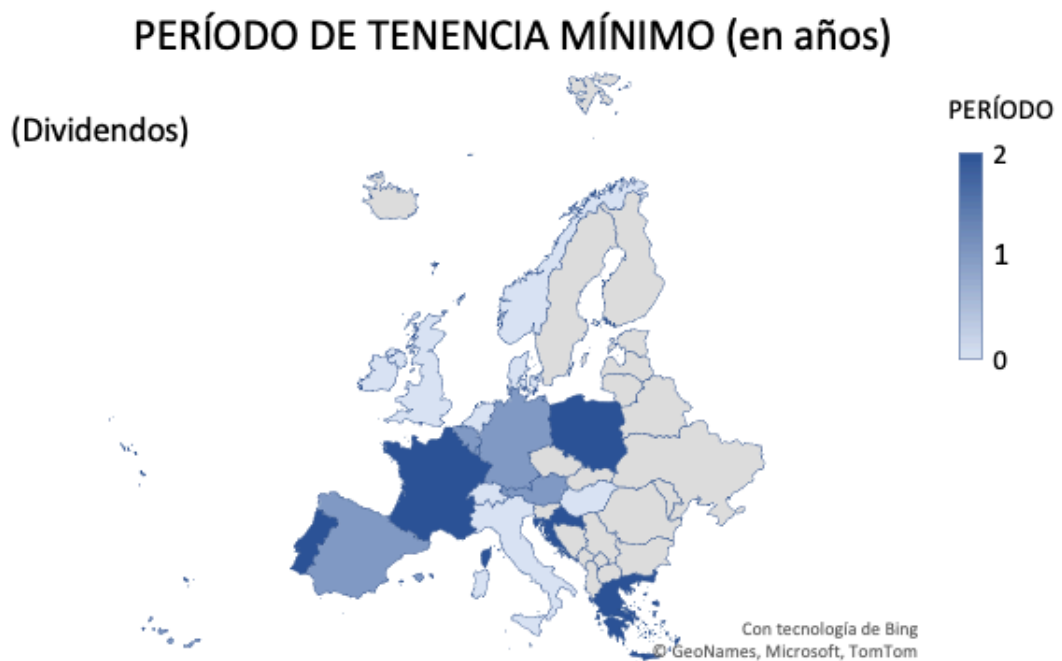 PERÍODO DE TENENCIA MÍNIMO (en años)
(Dividendos)
PERÍODO
2
1
0
Con tecnología de Bing
© GeoNames, Microsoft, TomTom